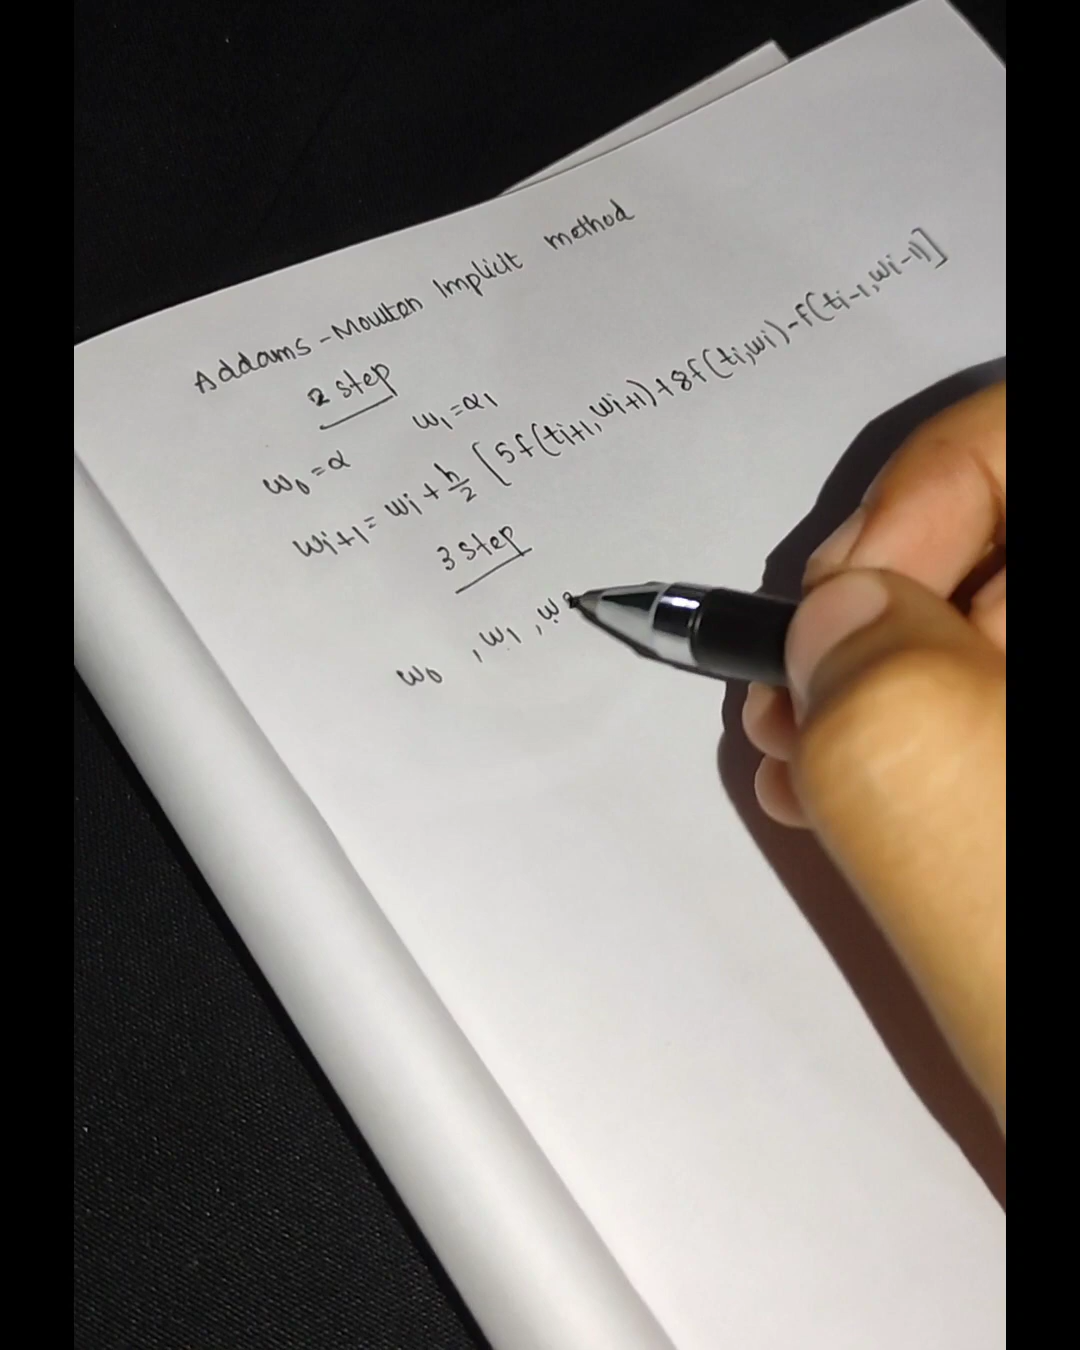 Addams-Moulton Implicit method
2 step
w₀=α w₁=α₁
wi+1=wi+h/2[5f(ti+1,wi+1)+8f(ti,wi)-f(ti-1,wi-1)]
3 step
w₀ ,w₁ ,w₂